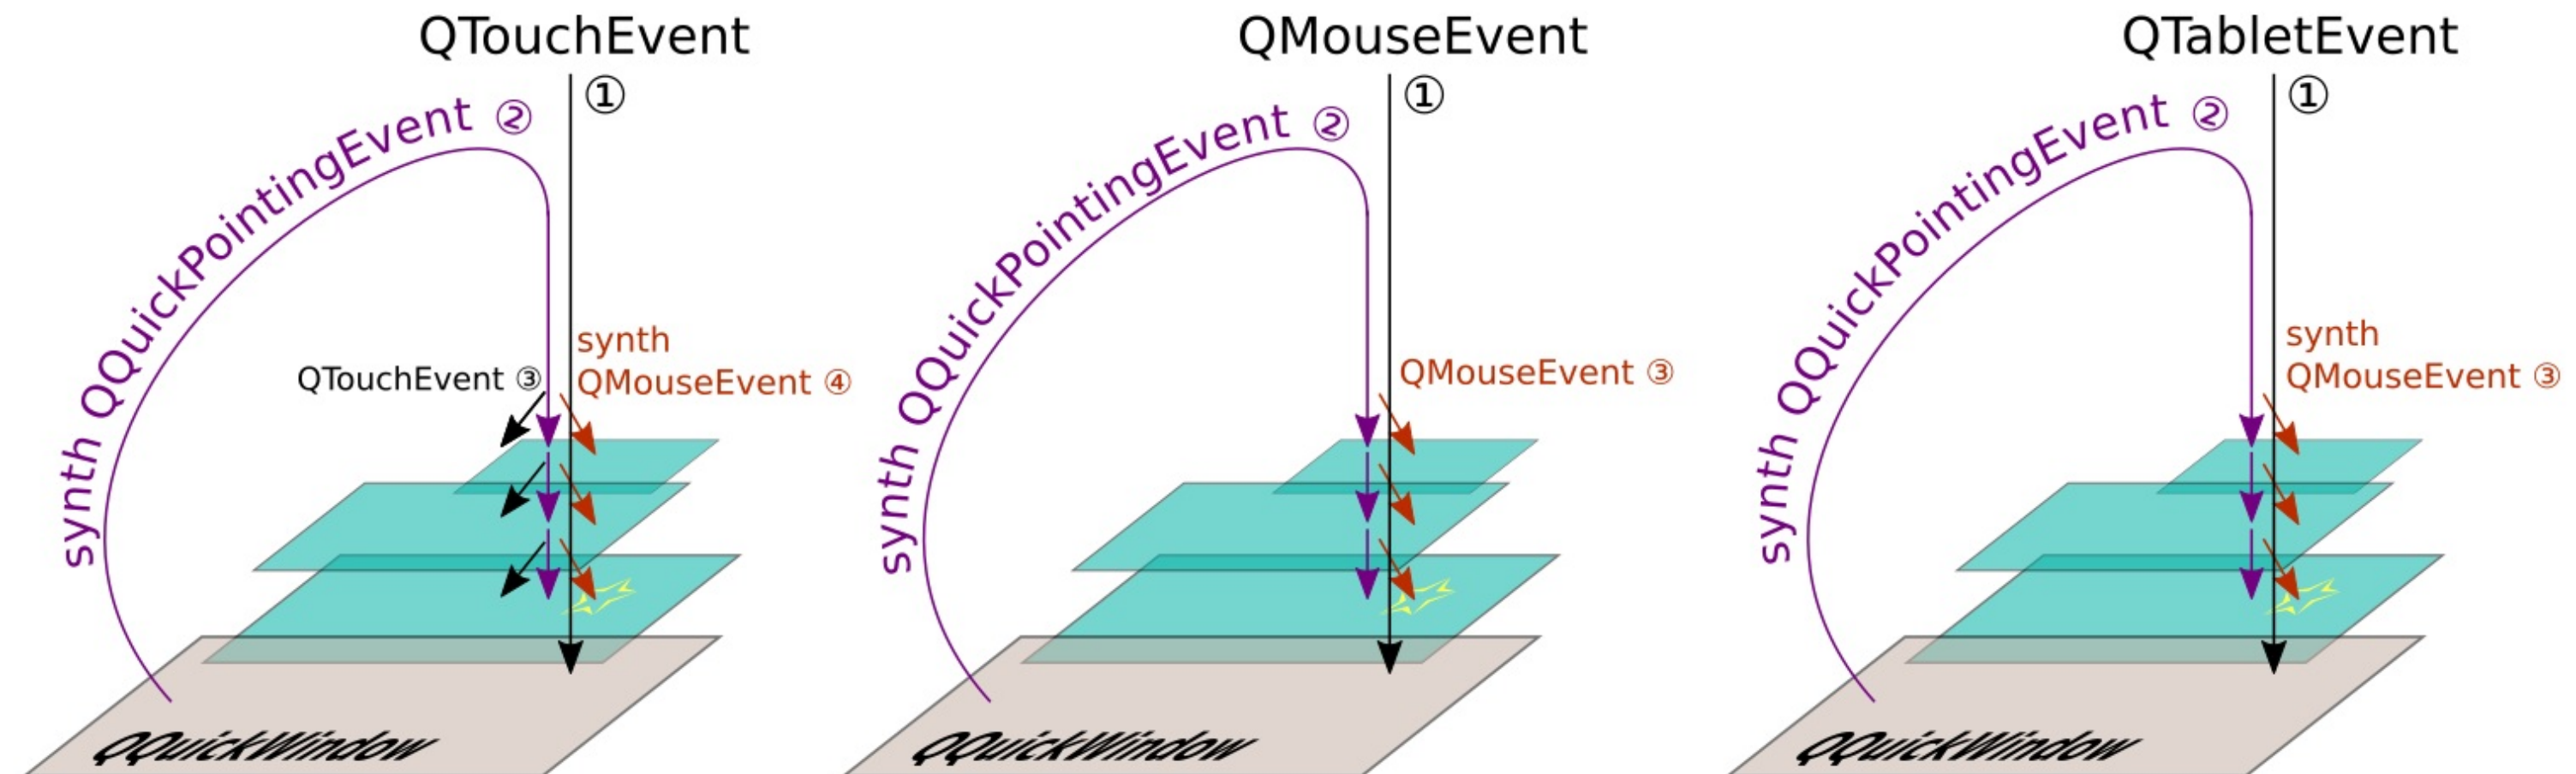 QTouchEvent
①
synth QQuickPointingEvent ②
QTouchEvent ③
synth
QMouseEvent ④
QQuickWindow
QMouseEvent
①
synth QQuickPointingEvent ②
QMouseEvent ③
QQuickWindow
QTabletEvent
①
synth QQuickPointingEvent ②
synth
QMouseEvent ③
QQuickWindow